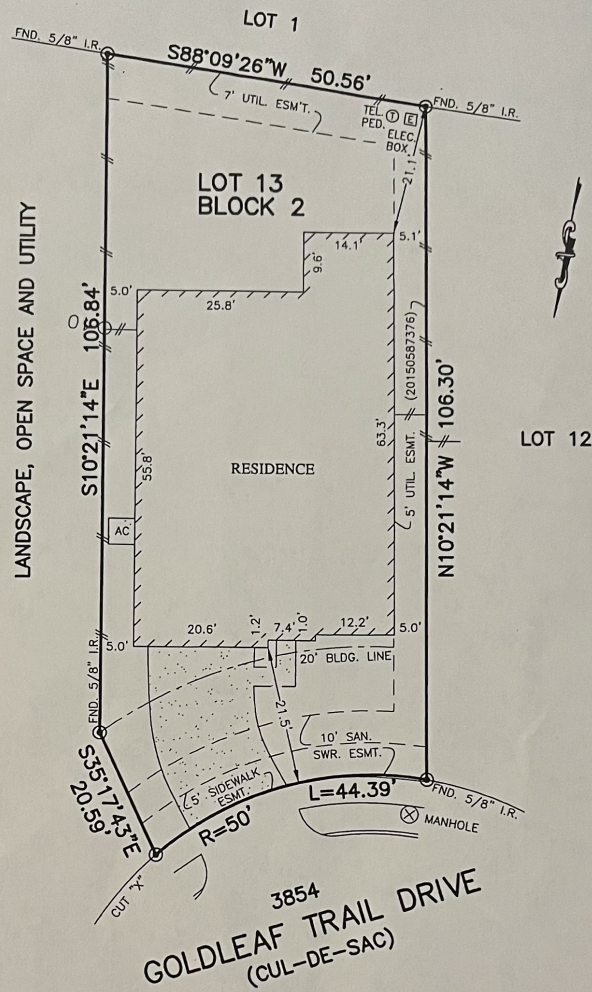 LOT 1
FND. 5/8" I.R.
S88°09'26"W 50.56'
FND. 5/8" I.R.
7' UTIL. ESM'T.
TEL. PED.
T
E
ELEC. BOX
21.1'
LOT 13
BLOCK 2
14.1'
5.1'
9.6'
5.0'
25.8'
LANDSCAPE, OPEN SPACE AND UTILITY
S10°21'14"E 106.84'
(20150587376)
63.3'
5' UTIL. ESMT.
N10°21'14"W 106.30'
LOT 12
55.8'
RESIDENCE
AC
20.6'
1.2'
7.4'
1.0'
12.2'
5.0'
5.0'
FND. 5/8" I.R.
20' BLDG. LINE
21.5'
10' SAN.
SWR. ESMT.
S35°17'43"E
20.59'
5' SIDEWALK
ESMT.
L=44.39'
R=50'
FND. 5/8" I.R.
MANHOLE
CUT "X"
3854
GOLDLEAF TRAIL DRIVE
(CUL-DE-SAC)